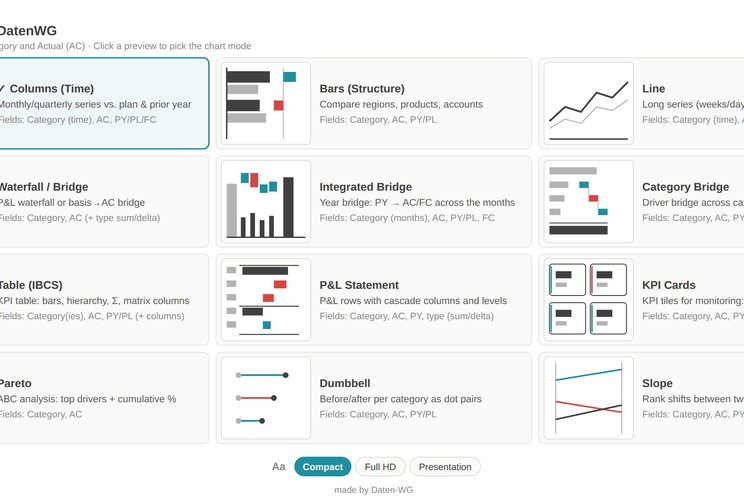 DatenWG
gory and Actual (AC) · Click a preview to pick the chart mode
✓ Columns (Time)
Monthly/quarterly series vs. plan & prior year
Fields: Category (time), AC, PY/PL/FC
Bars (Structure)
Compare regions, products, accounts
Fields: Category, AC, PY/PL
Line
Long series (weeks/day
Fields: Category (time), A
Waterfall / Bridge
P&L waterfall or basis→AC bridge
Fields: Category, AC (+ type sum/delta)
Integrated Bridge
Year bridge: PY → AC/FC across the months
Fields: Category (months), AC, PY/PL, FC
Category Bridge
Driver bridge across cat
Fields: Category, AC, PY
Table (IBCS)
KPI table: bars, hierarchy, Σ, matrix columns
Fields: Category(ies), AC, PY/PL (+ columns)
P&L Statement
P&L rows with cascade columns and levels
Fields: Category, AC, PY, type (sum/delta)
KPI Cards
KPI tiles for monitoring:
Fields: Category, AC, PY
Pareto
ABC analysis: top drivers + cumulative %
Fields: Category, AC
Dumbbell
Before/after per category as dot pairs
Fields: Category, AC, PY/PL
Slope
Rank shifts between two
Fields: Category, AC, PY
Aa Compact Full HD Presentation
made by Daten-WG